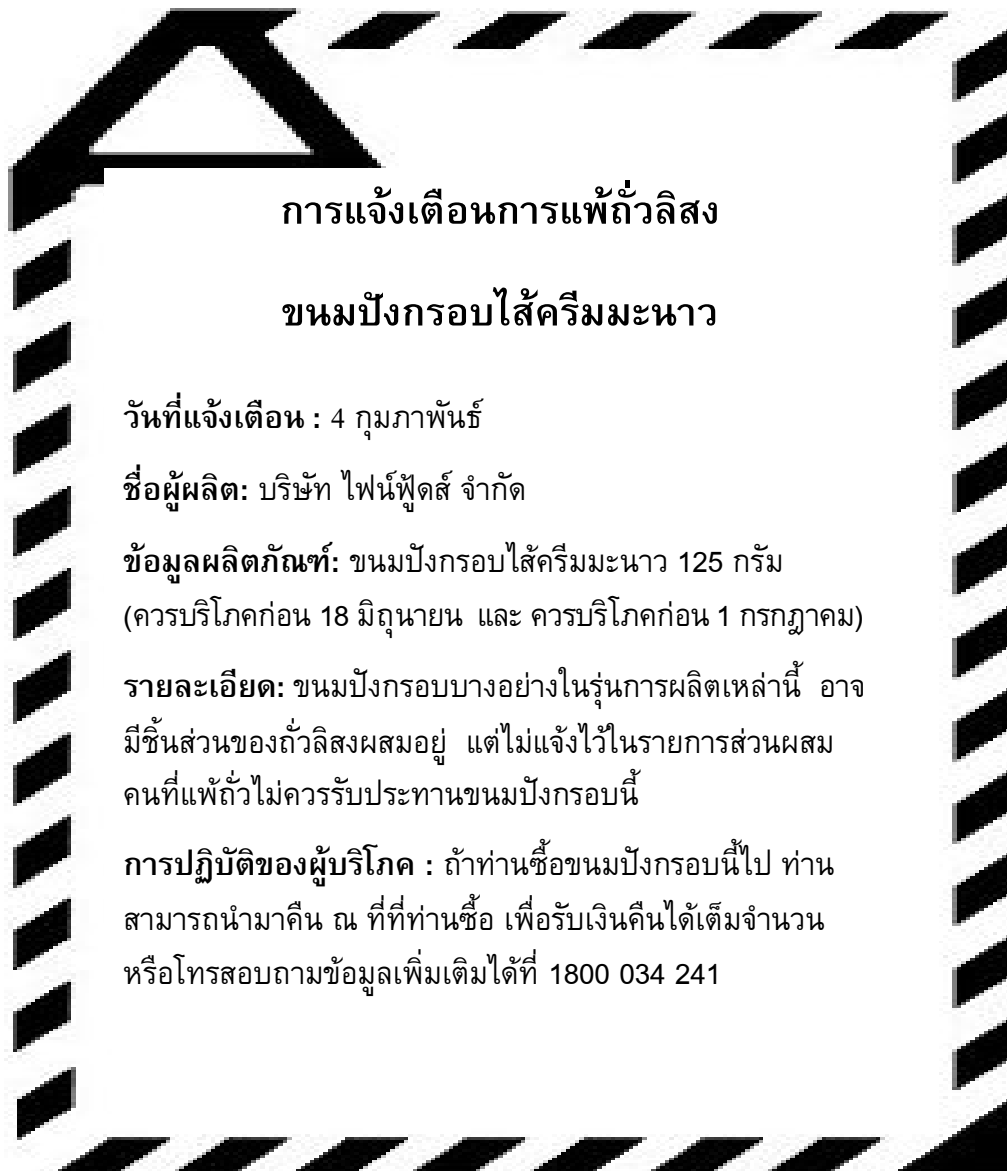 การแจ้งเตือนการแพ้ถั่วลิสง
ขนมปังกรอบไส้ครีมมะนาว
วันที่แจ้งเตือน : 4 กุมภาพันธ์
ชื่อผู้ผลิต: บริษัท ไฟน์ฟู้ดส์ จำกัด
ข้อมูลผลิตภัณฑ์: ขนมปังกรอบไส้ครีมมะนาว 125 กรัม
(ควรบริโภคก่อน 18 มิถุนายน และ ควรบริโภคก่อน 1 กรกฎาคม)
รายละเอียด: ขนมปังกรอบบางอย่างในรุ่นการผลิตเหล่านี้ อาจ
มีชิ้นส่วนของถั่วลิสงผสมอยู่ แต่ไม่แจ้งไว้ในรายการส่วนผสม
คนที่แพ้ถั่วไม่ควรรับประทานขนมปังกรอบนี้
การปฏิบัติของผู้บริโภค : ถ้าท่านซื้อขนมปังกรอบนี้ไป ท่าน
สามารถนำมาคืน ณ ที่ที่ท่านซื้อ เพื่อรับเงินคืนได้เต็มจำนวน
หรือโทรสอบถามข้อมูลเพิ่มเติมได้ที่ 1800 034 241